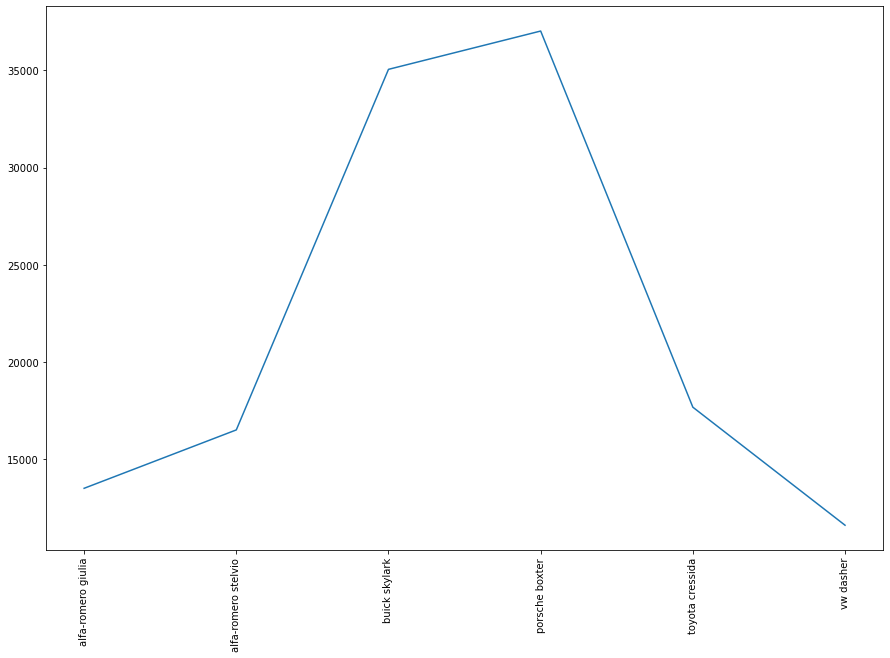 35000
30000
25000
20000
15000
alfa-romero giulia
alfa-romero stelvio
buick skylark
porsche boxter
toyota cressida
vw dasher